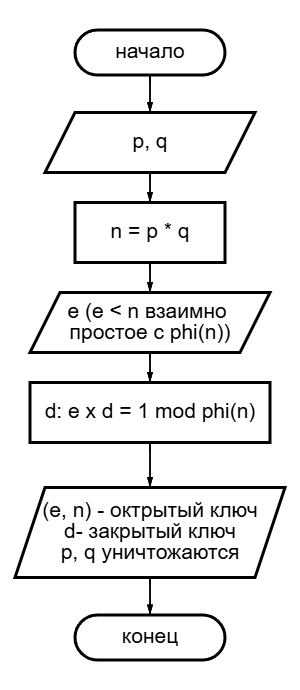 начало
p, q
n = p * q
e (e < n взаимно
простое с phi(n))
d: e x d = 1 mod phi(n)
(e, n) - октрытый ключ
d- закрытый ключ
p, q уничтожаются
конец